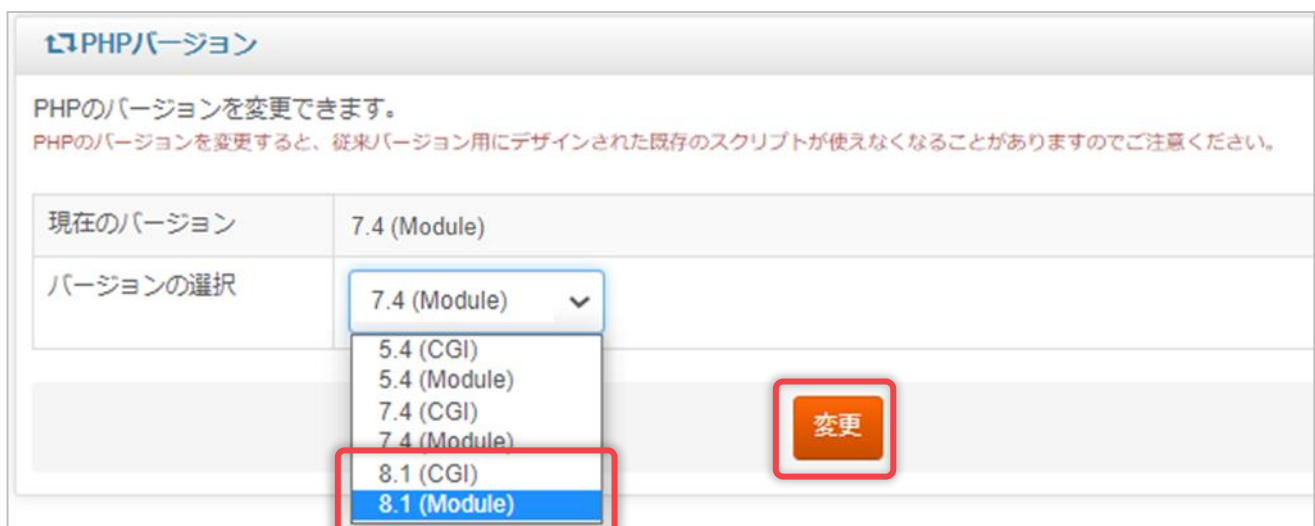 PHPバージョン
PHPのバージョンを変更できます。
PHPのバージョンを変更すると、従来バージョン用にデザインされた既存のスクリプトが使えなくなることがありますのでご注意ください。
現在のバージョン 7.4 (Module)
バージョンの選択 7.4 (Module)
5.4 (CGI)
5.4 (Module)
7.4 (CGI)
7.4 (Module)
変更
8.1 (CGI)
8.1 (Module)